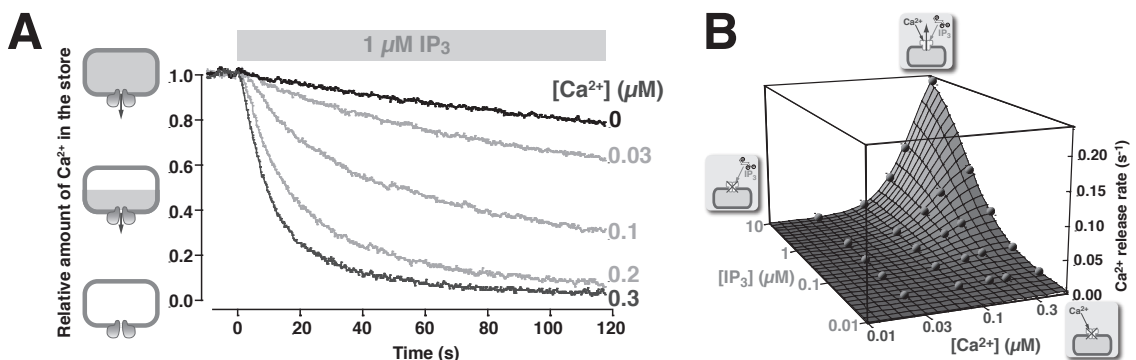 A
1 μM IP3
Relative amount of Ca2+ in the store
1.0
0.8
0.6
0.4
0.2
0.0
[Ca2+] (μM)
0
0.03
0.1
0.2
0.3
0
20
40
60
80
100
120
Time (s)
B
Ca2+
IP3
IP3
10
1
0.1
0.01
[IP3] (μM)
0.01
0.03
0.1
0.3
[Ca2+] (μM)
0.20
0.15
0.10
0.05
0.00
Ca2+ release rate (s-1)
Ca2+